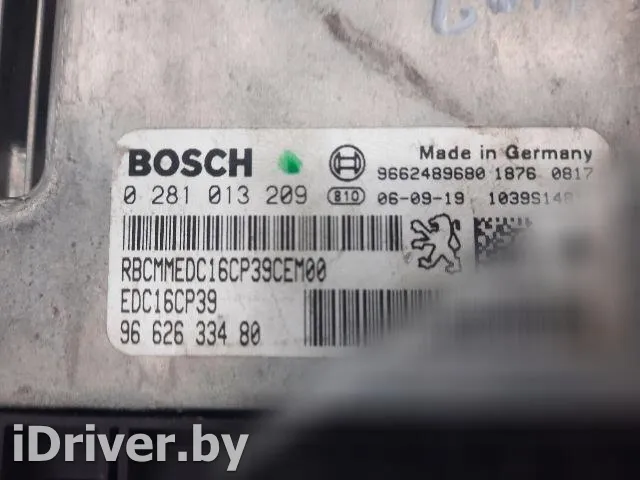 BOSCH
Made in Germany
9662489680 1876 0817
0 281 013 209
810 06-09-19
RBCMMEDC16CP39CEM00
EDC16CP39
96 626 334 80
iDriver.by